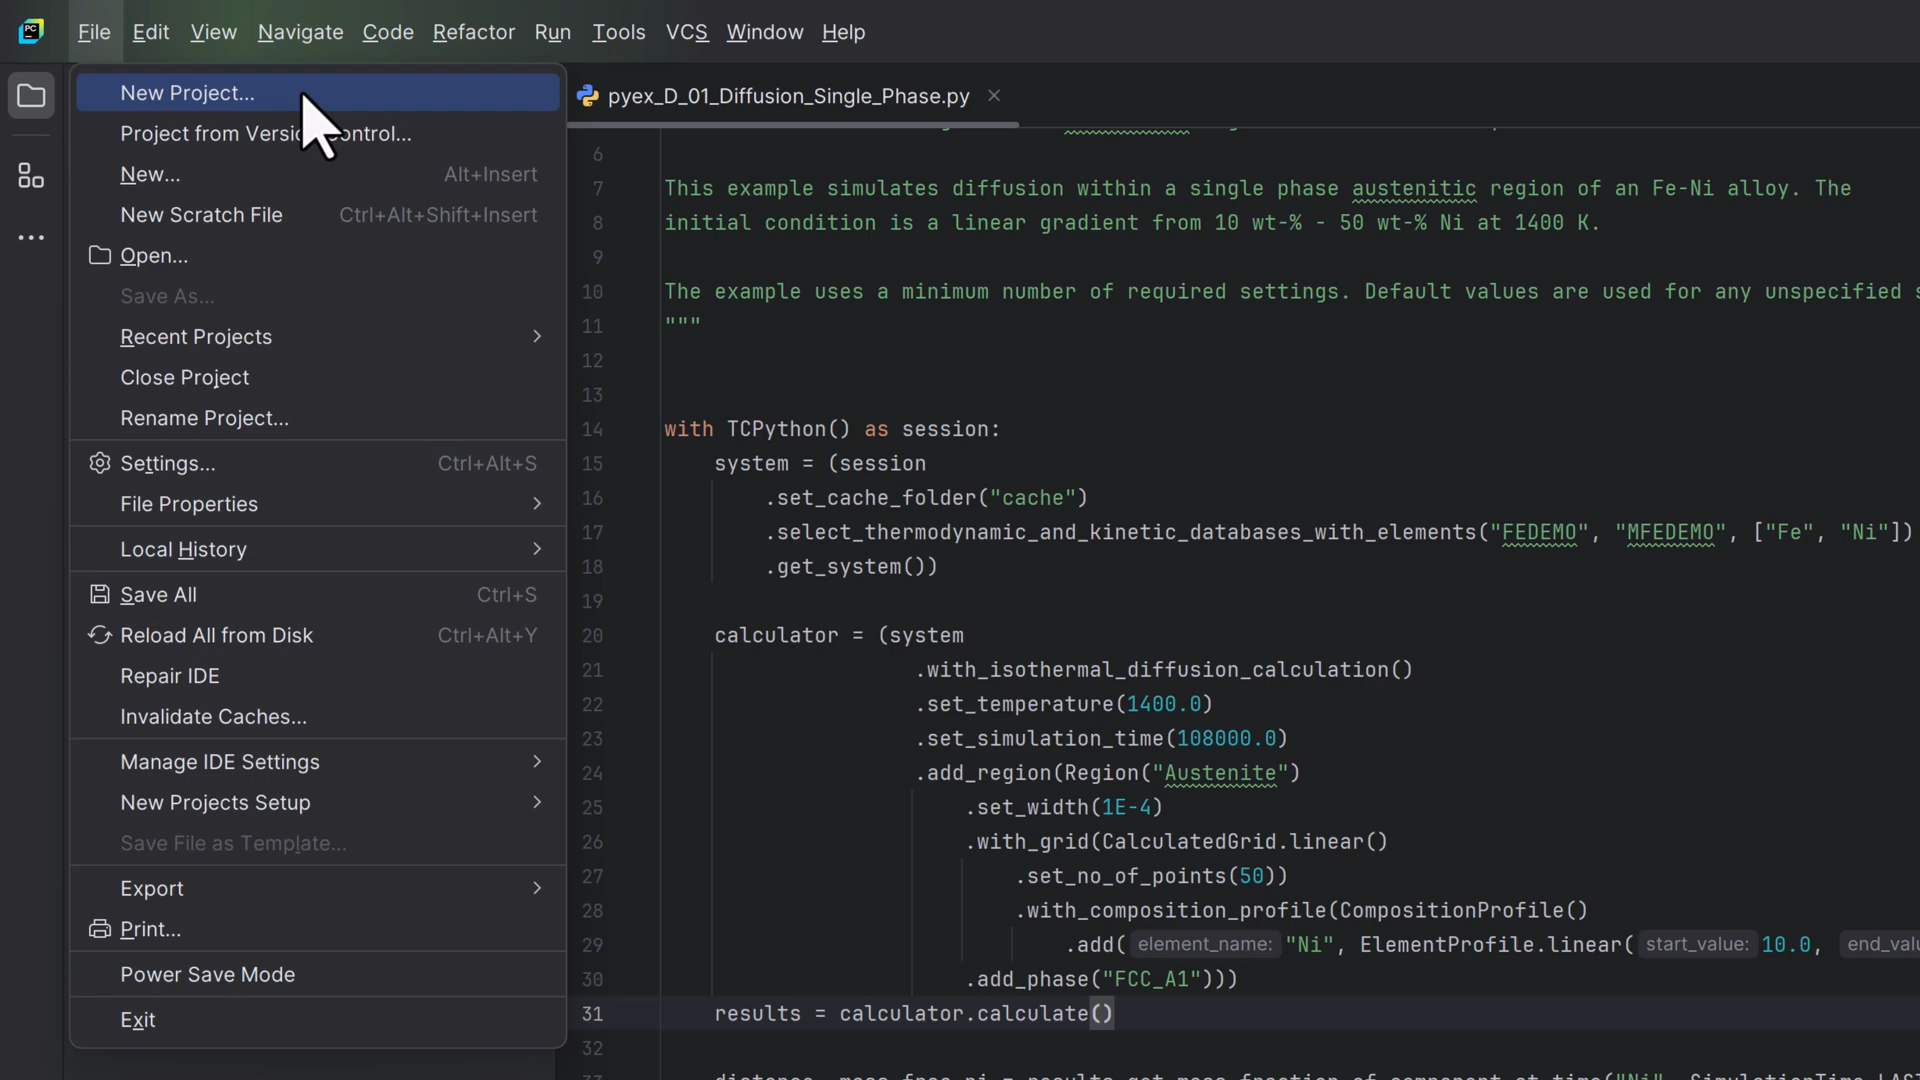 PC
File Edit View Navigate Code Refactor Run Tools VCS Window Help
New Project...
Project from Versi ontrol...
New... Alt+Insert
New Scratch File Ctrl+Alt+Shift+Insert
Open...
Save As...
Recent Projects
Close Project
Rename Project...
Settings... Ctrl+Alt+S
File Properties
Local History
Save All Ctrl+S
Reload All from Disk Ctrl+Alt+Y
Repair IDE
Invalidate Caches...
Manage IDE Settings
New Projects Setup
Save File as Template...
Export
Print...
Power Save Mode
Exit
pyex_D_01_Diffusion_Single_Phase.py
6
7 This example simulates diffusion within a single phase austenitic region of an Fe-Ni alloy. The
8 initial condition is a linear gradient from 10 wt-% - 50 wt-% Ni at 1400 K.
9
10 The example uses a minimum number of required settings. Default values are used for any unspecified s
11 """
12
13
14 with TCPython() as session:
15 system = (session
16 .set_cache_folder("cache")
17 .select_thermodynamic_and_kinetic_databases_with_elements("FEDEMO", "MFEDEMO", ["Fe", "Ni"])
18 .get_system())
19
20 calculator = (system
21 .with_isothermal_diffusion_calculation()
22 .set_temperature(1400.0)
23 .set_simulation_time(108000.0)
24 .add_region(Region("Austenite")
25 .set_width(1E-4)
26 .with_grid(CalculatedGrid.linear()
27 .set_no_of_points(50))
28 .with_composition_profile(CompositionProfile()
29 .add( element_name: "Ni", ElementProfile.linear( start_value: 10.0, end_valu
30 .add_phase("FCC_A1")))
31 results = calculator.calculate()
32